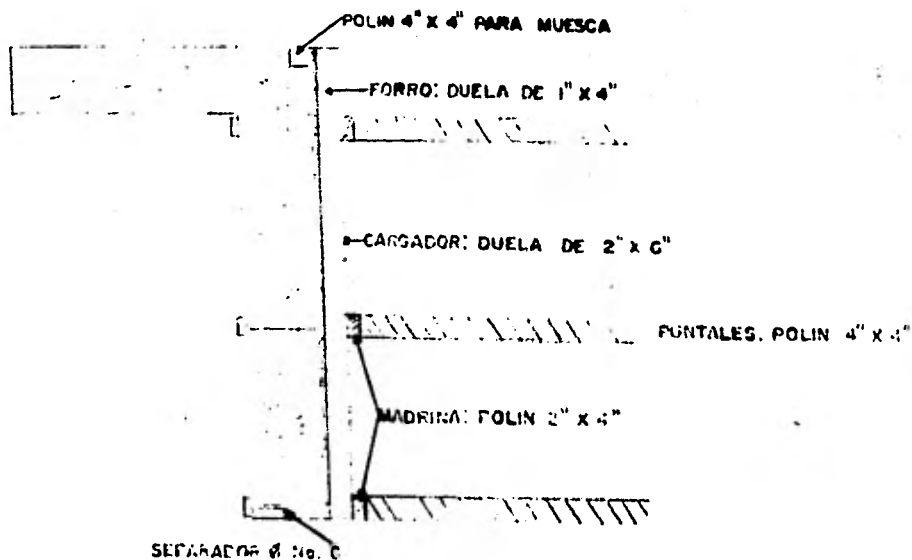 POLIN 4" X 4" PARA MUESCA
FORRO: DUELA DE 1" X 4"
CARGADOR: DUELA DE 2" X 6"
PUNTALES. POLIN 4" X 4"
MADRINA: POLIN 2" X 4"
SEPARADOR Ø No.